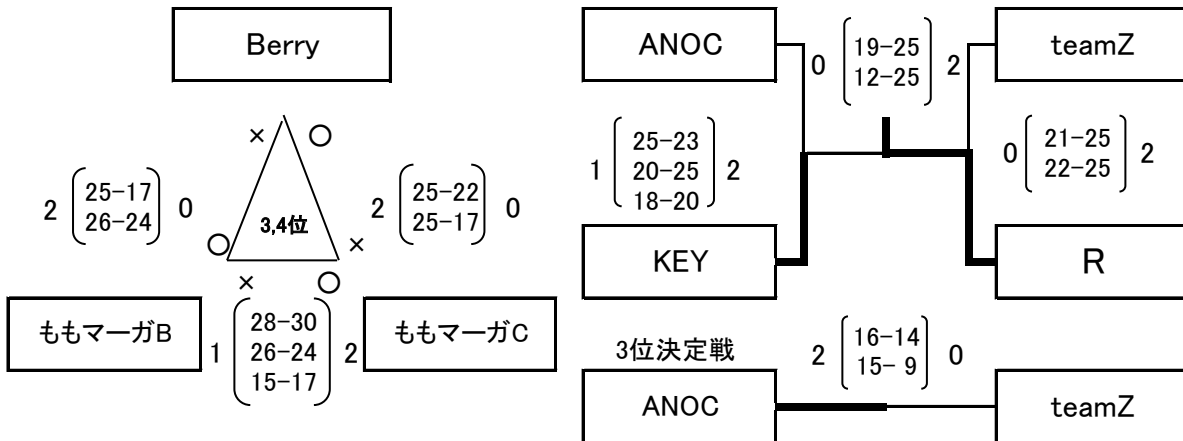 Berry
× ○
2 25-17 0
26-24
2 25-22 0
25-17
3,4位
○ ×
× ○
ももマーガB
1 28-30 2
26-24
15-17
ももマーガC
ANOC
0 19-25 2
12-25
teamZ
1 25-23 2
20-25
18-20
0 21-25 2
22-25
KEY
R
3位決定戦
2 16-14 0
15- 9
ANOC
teamZ